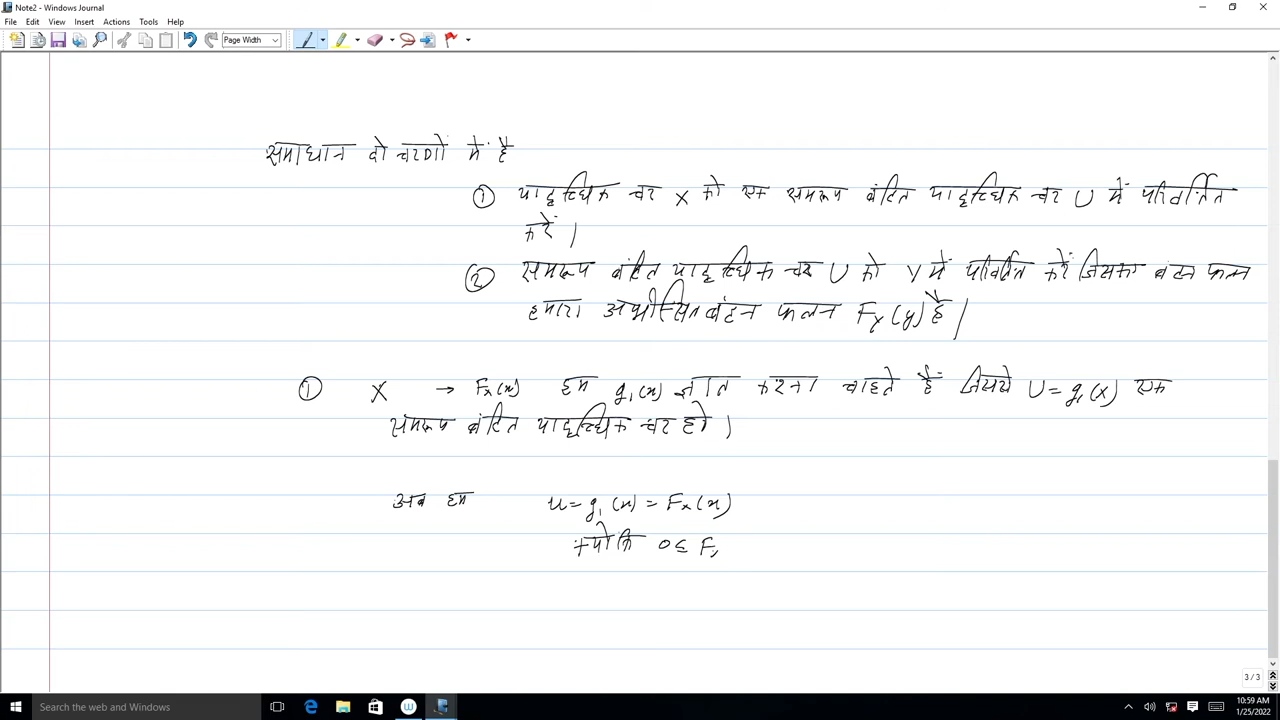 Note2 - Windows Journal
File Edit View Insert Actions Tools Help
Page Width
समाधान दो चरणों में है
① यादृच्छिक चर X को एक समरूप बंटित यादृच्छिक चर U में परिवर्तित
करें।
② समरूप बंटित यादृच्छिक चर U को Y में परिवर्तित करें जिसका बंटन फलन
हमारा अभीप्सित बंटन फलन Fᵧ(y) है।
① X → Fₓ(x) हम g₁(x) ज्ञात करना चाहते है जिससे U = g₁(X) एक
समरूप बंटित यादृच्छिक चर हो।
अब हम u = g₁(x) = Fₓ(x)
क्योंकि 0 ≤ Fₓ
3 / 3
Search the web and Windows
10:59 AM
1/25/2022